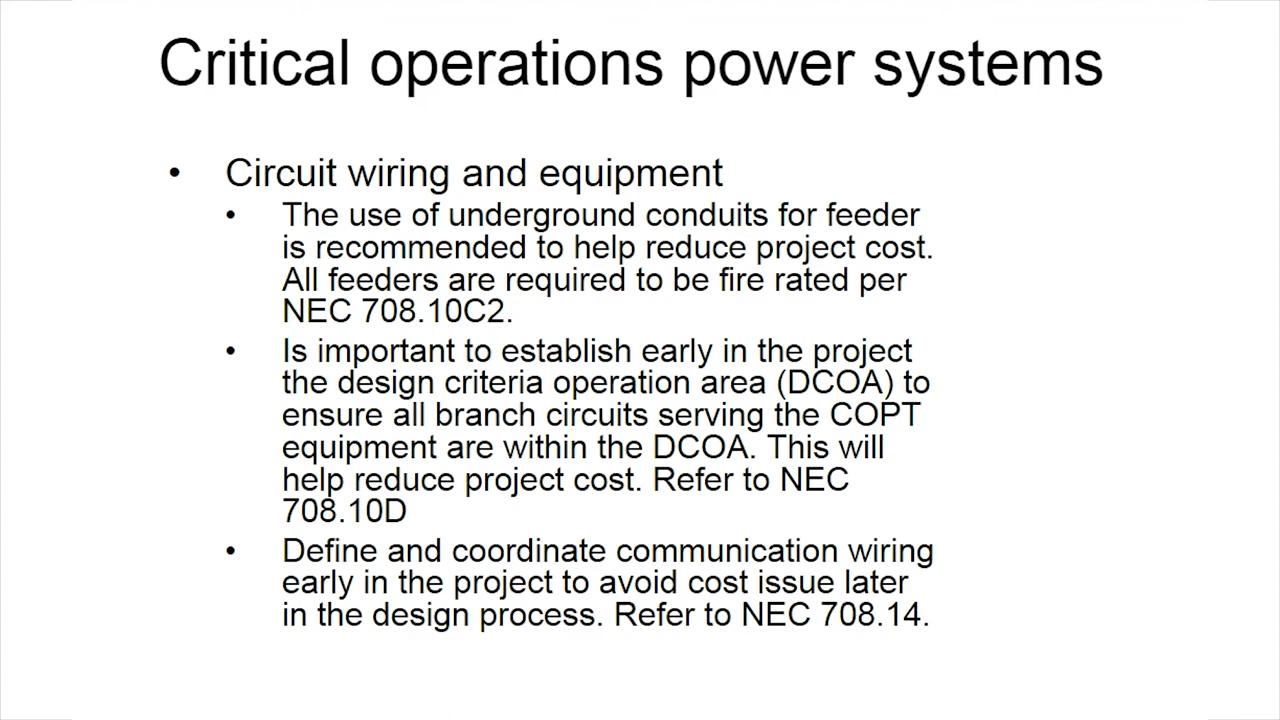 Critical operations power systems
• Circuit wiring and equipment
• The use of underground conduits for feeder
is recommended to help reduce project cost.
All feeders are required to be fire rated per
NEC 708.10C2.
• Is important to establish early in the project
the design criteria operation area (DCOA) to
ensure all branch circuits serving the COPT
equipment are within the DCOA. This will
help reduce project cost. Refer to NEC
708.10D
• Define and coordinate communication wiring
early in the project to avoid cost issue later
in the design process. Refer to NEC 708.14.